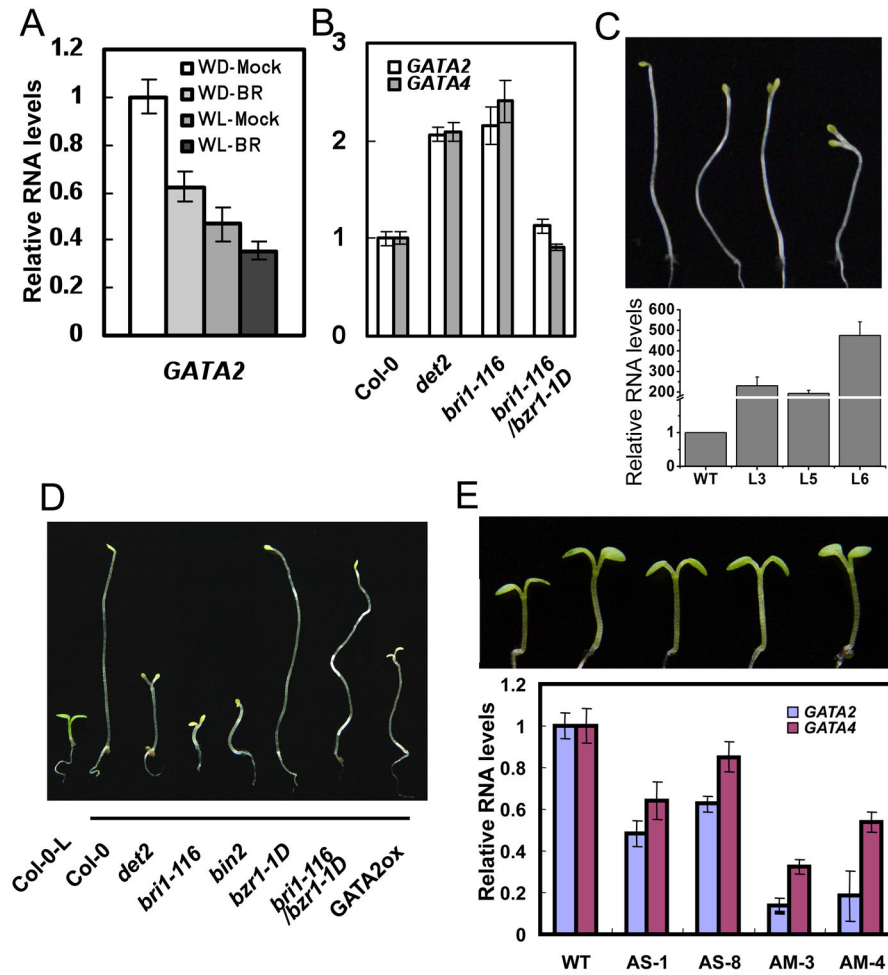 A
Relative RNA levels
1.2
1
0.8
0.6
0.4
0.2
0
WD-Mock
WD-BR
WL-Mock
WL-BR
GATA2
B
3
2
1
0
GATA2
GATA4
Col-0
det2
bri1-116
bri1-116
/bzr1-1D
C
Relative RNA levels
600
500
400
300
200
1
0
WT
L3
L5
L6
D
Col-0-L
Col-0
det2
bri1-116
bin2
bzr1-1D
bri1-116
/bzr1-1D
GATA2ox
E
Relative RNA levels
1.2
1
0.8
0.6
0.4
0.2
0
GATA2
GATA4
WT
AS-1
AS-8
AM-3
AM-4